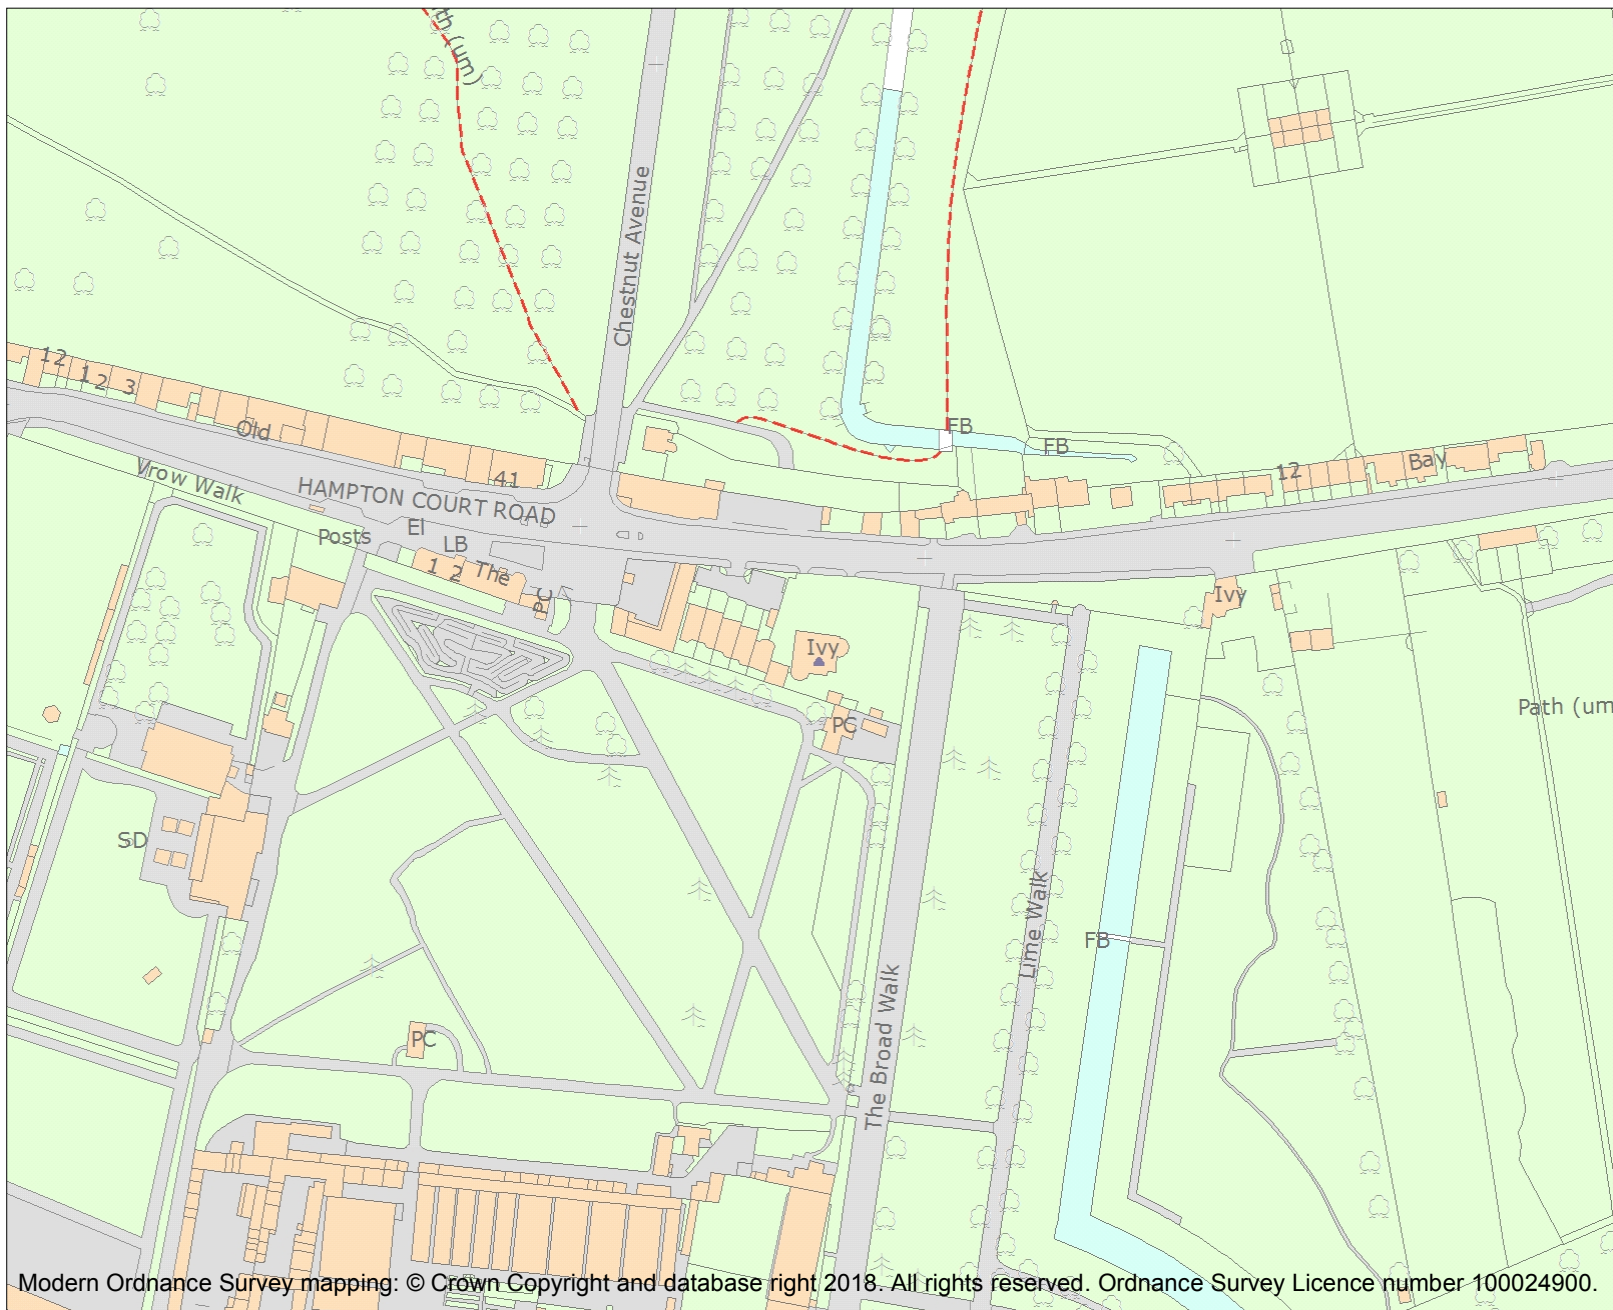 th (um)
Chestnut Avenue
12
1
2
3
Old
41
FB
FB
12
Bay
Vrow Walk
HAMPTON COURT ROAD
Posts
El
LB
1
2
The
PC
Ivy
Ivy
PC
Path (um
SD
Lime Walk
FB
The Broad Walk
PC
Modern Ordnance Survey mapping: © Crown Copyright and database right 2018. All rights reserved. Ordnance Survey Licence number 100024900.